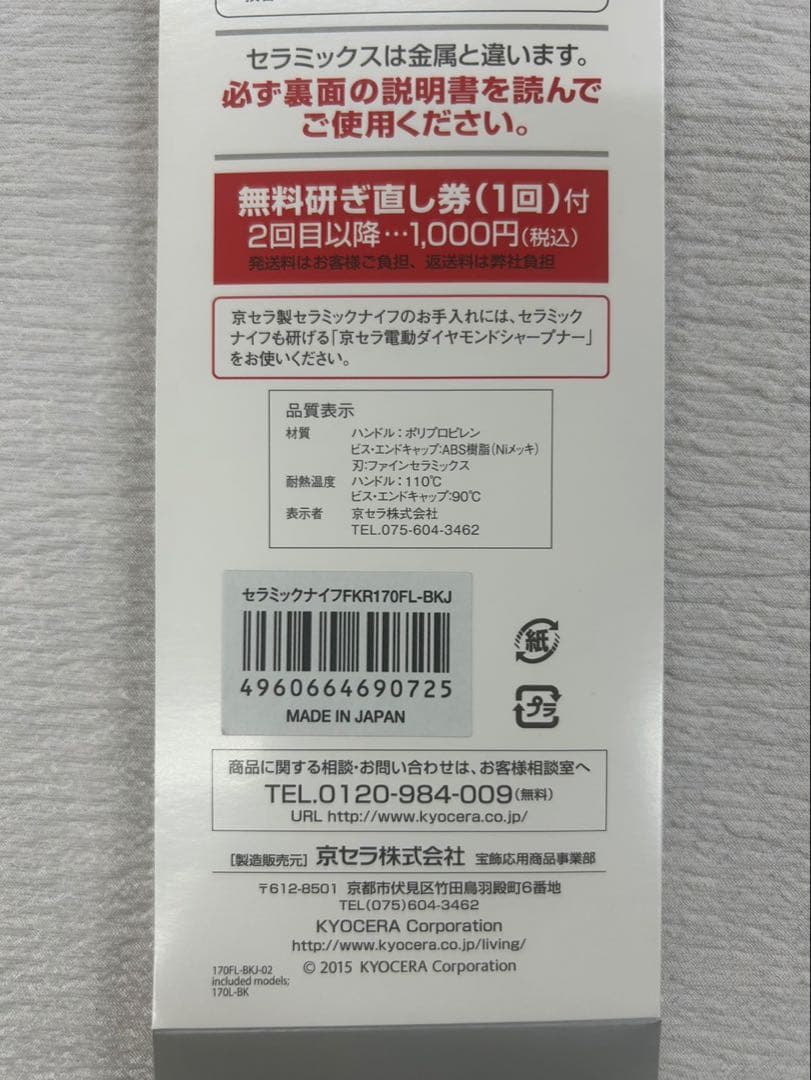 セラミックスは金属と違います。
必ず裏面の説明書を読んで
ご使用ください。
無料研ぎ直し券(1回)付
2回目以降…1,000円(税込)
発送料はお客様ご負担、返送料は弊社負担
京セラ製セラミックナイフのお手入れには、セラミック
ナイフも研げる「京セラ電動ダイヤモンドシャープナー」
をお使いください。
品質表示
材質 ハンドル:ポリプロピレン
ビス・エンドキャップ:ABS樹脂(Niメッキ)
刃:ファインセラミックス
耐熱温度 ハンドル:110℃
ビス・エンドキャップ:90℃
表示者 京セラ株式会社
TEL.075-604-3462
セラミックナイフFKR170FL-BKJ
4960664690725
MADE IN JAPAN
紙
プラ
商品に関する相談・お問い合わせは、お客様相談室へ
TEL.0120-984-009(無料)
URL http://www.kyocera.co.jp/
[製造販売元] 京セラ株式会社 宝飾応用商品事業部
〒612-8501 京都市伏見区竹田鳥羽殿町6番地
TEL(075)604-3462
KYOCERA Corporation
http://www.kyocera.co.jp/living/
© 2015 KYOCERA Corporation
170FL-BKJ-02
included models;
170L-BK